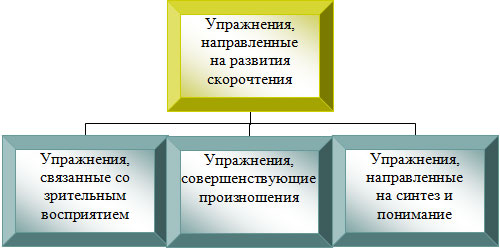 Упражнения,
направленные
на развития
скорочтения
Упражнения,
связанные со
зрительным
восприятием
Упражнения,
совершенствующие
произношения
Упражнения,
направленные
на синтез и
понимание